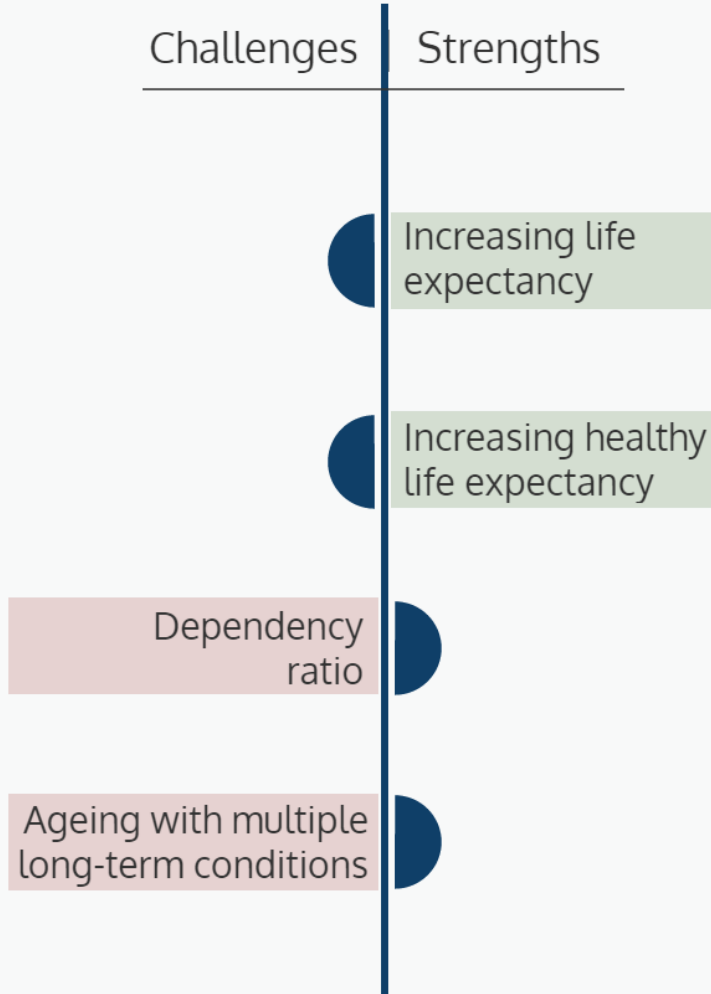 Challenges
Strengths
Increasing life
expectancy
Increasing healthy
life expectancy
Dependency
ratio
Ageing with multiple
long-term conditions